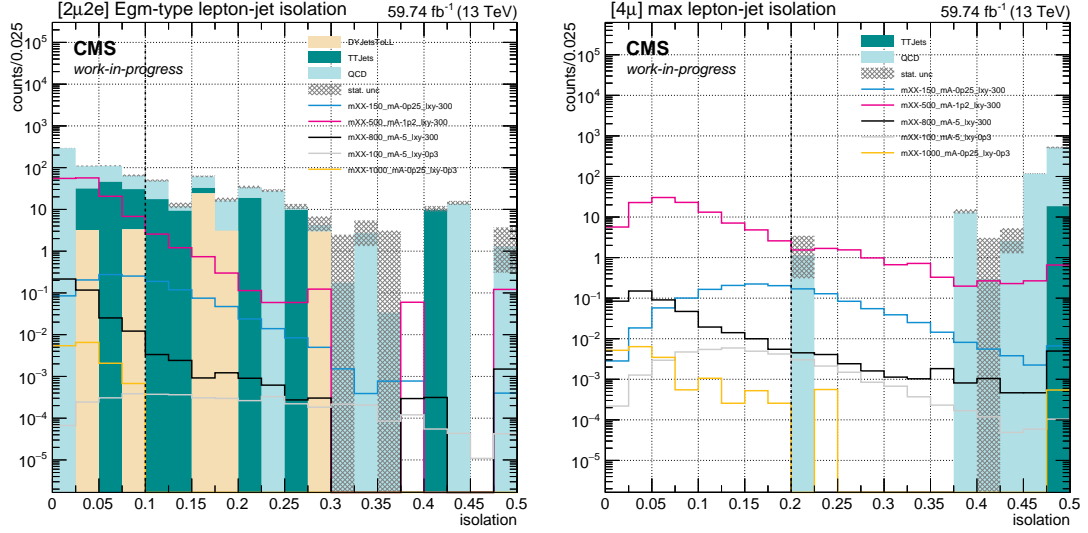 [2μ2e] Egm-type lepton-jet isolation 59.74 fb⁻¹ (13 TeV)
counts/0.025
CMS
work-in-progress
DYJetsToLL
TTJets
QCD
stat. unc
mXX-150_mA-0p25_lxy-300
mXX-500_mA-1p2_lxy-300
mXX-800_mA-5_lxy-300
mXX-100_mA-5_lxy-0p3
mXX-1000_mA-0p25_lxy-0p3
10⁵
10⁴
10³
10²
10
1
10⁻¹
10⁻²
10⁻³
10⁻⁴
10⁻⁵
0 0.05 0.1 0.15 0.2 0.25 0.3 0.35 0.4 0.45 0.5
isolation
[4μ] max lepton-jet isolation 59.74 fb⁻¹ (13 TeV)
counts/0.025
CMS
work-in-progress
TTJets
QCD
stat. unc
mXX-150_mA-0p25_lxy-300
mXX-500_mA-1p2_lxy-300
mXX-800_mA-5_lxy-300
mXX-100_mA-5_lxy-0p3
mXX-1000_mA-0p25_lxy-0p3
10⁵
10⁴
10³
10²
10
1
10⁻¹
10⁻²
10⁻³
10⁻⁴
10⁻⁵
0 0.05 0.1 0.15 0.2 0.25 0.3 0.35 0.4 0.45 0.5
isolation